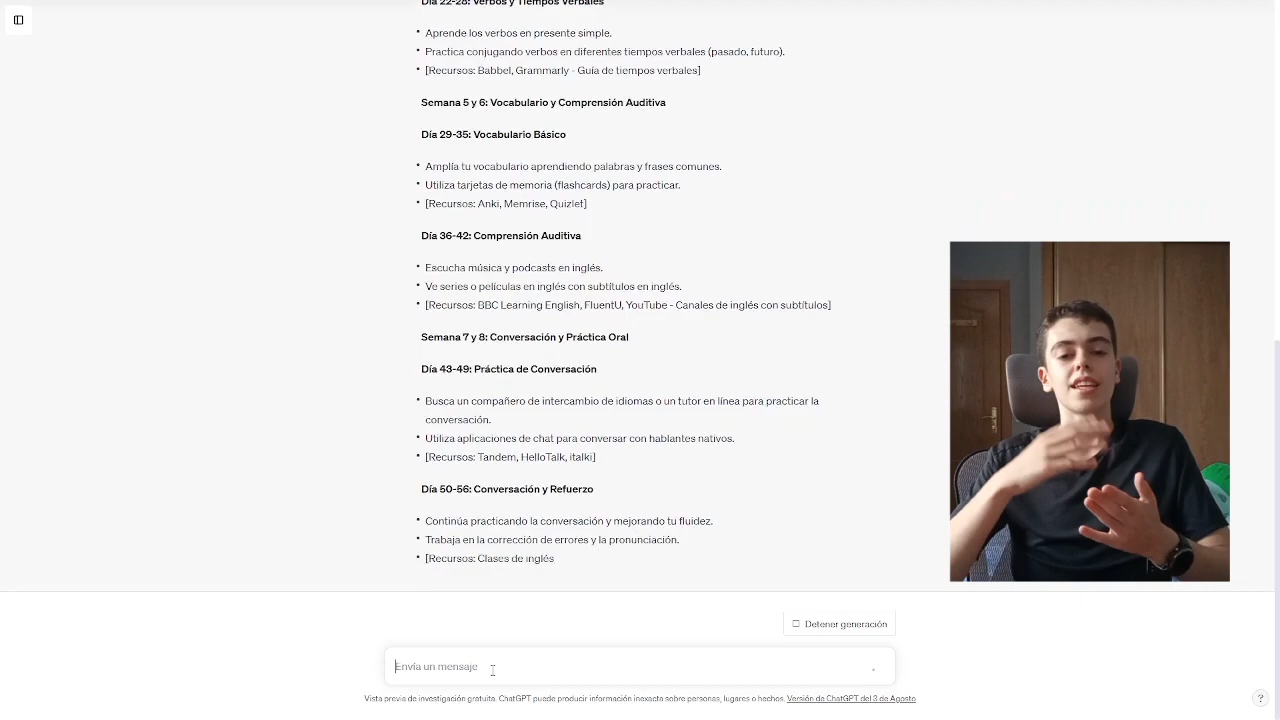 Día 22-28: Verbos y Tiempos Verbales
• Aprende los verbos en presente simple.
• Practica conjugando verbos en diferentes tiempos verbales (pasado, futuro).
• [Recursos: Babbel, Grammarly - Guía de tiempos verbales]
Semana 5 y 6: Vocabulario y Comprensión Auditiva
Día 29-35: Vocabulario Básico
• Amplía tu vocabulario aprendiendo palabras y frases comunes.
• Utiliza tarjetas de memoria (flashcards) para practicar.
• [Recursos: Anki, Memrise, Quizlet]
Día 36-42: Comprensión Auditiva
• Escucha música y podcasts en inglés.
• Ve series o películas en inglés con subtítulos en inglés.
• [Recursos: BBC Learning English, FluentU, YouTube - Canales de inglés con subtítulos]
Semana 7 y 8: Conversación y Práctica Oral
Día 43-49: Práctica de Conversación
• Busca un compañero de intercambio de idiomas o un tutor en línea para practicar la
conversación.
• Utiliza aplicaciones de chat para conversar con hablantes nativos.
• [Recursos: Tandem, HelloTalk, italki]
Día 50-56: Conversación y Refuerzo
• Continúa practicando la conversación y mejorando tu fluidez.
• Trabaja en la corrección de errores y la pronunciación.
• [Recursos: Clases de inglés
Detener generación
Envía un mensaje
Vista previa de investigación gratuita. ChatGPT puede producir información inexacta sobre personas, lugares o hechos. Versión de ChatGPT del 3 de Agosto
?